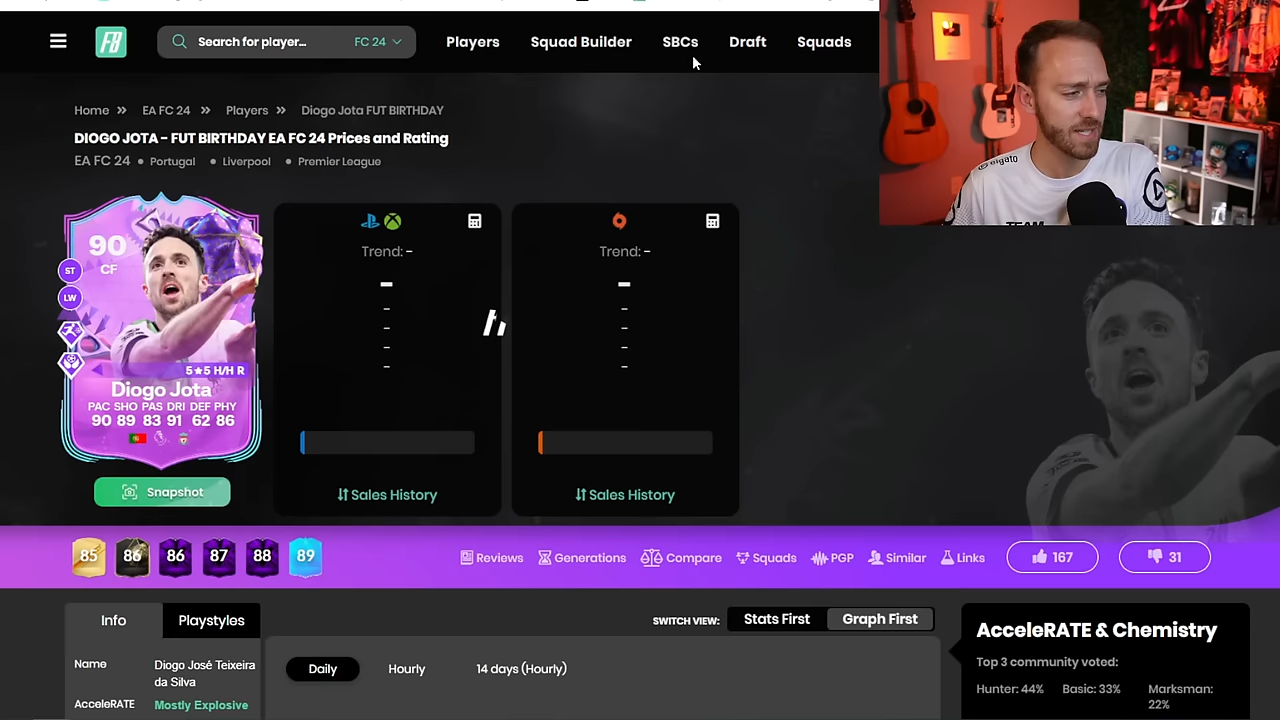 FB
Search for player...
FC 24
Players
Squad Builder
SBCs
Draft
Squads
elgato
TEAM
Home » EA FC 24 » Players » Diogo Jota FUT BIRTHDAY
DIOGO JOTA - FUT BIRTHDAY EA FC 24 Prices and Rating
EA FC 24 • Portugal • Liverpool • Premier League
90
CF
ST
LW
5★5 H/H R
Diogo Jota
PAC SHO PAS DRI DEF PHY
90 89 83 91 62 86
Snapshot
Trend: -
-
-
-
-
-
Sales History
Trend: -
-
-
-
-
-
Sales History
85
86
86
87
88
89
Reviews
Generations
Compare
Squads
PGP
Similar
Links
167
31
Info
Playstyles
SWITCH VIEW:
Stats First
Graph First
Name
Diogo José Teixeira
da Silva
AcceleRATE
Mostly Explosive
Daily
Hourly
14 days (Hourly)
AcceleRATE & Chemistry
Top 3 community voted:
Hunter: 44%
Basic: 33%
Marksman:
22%